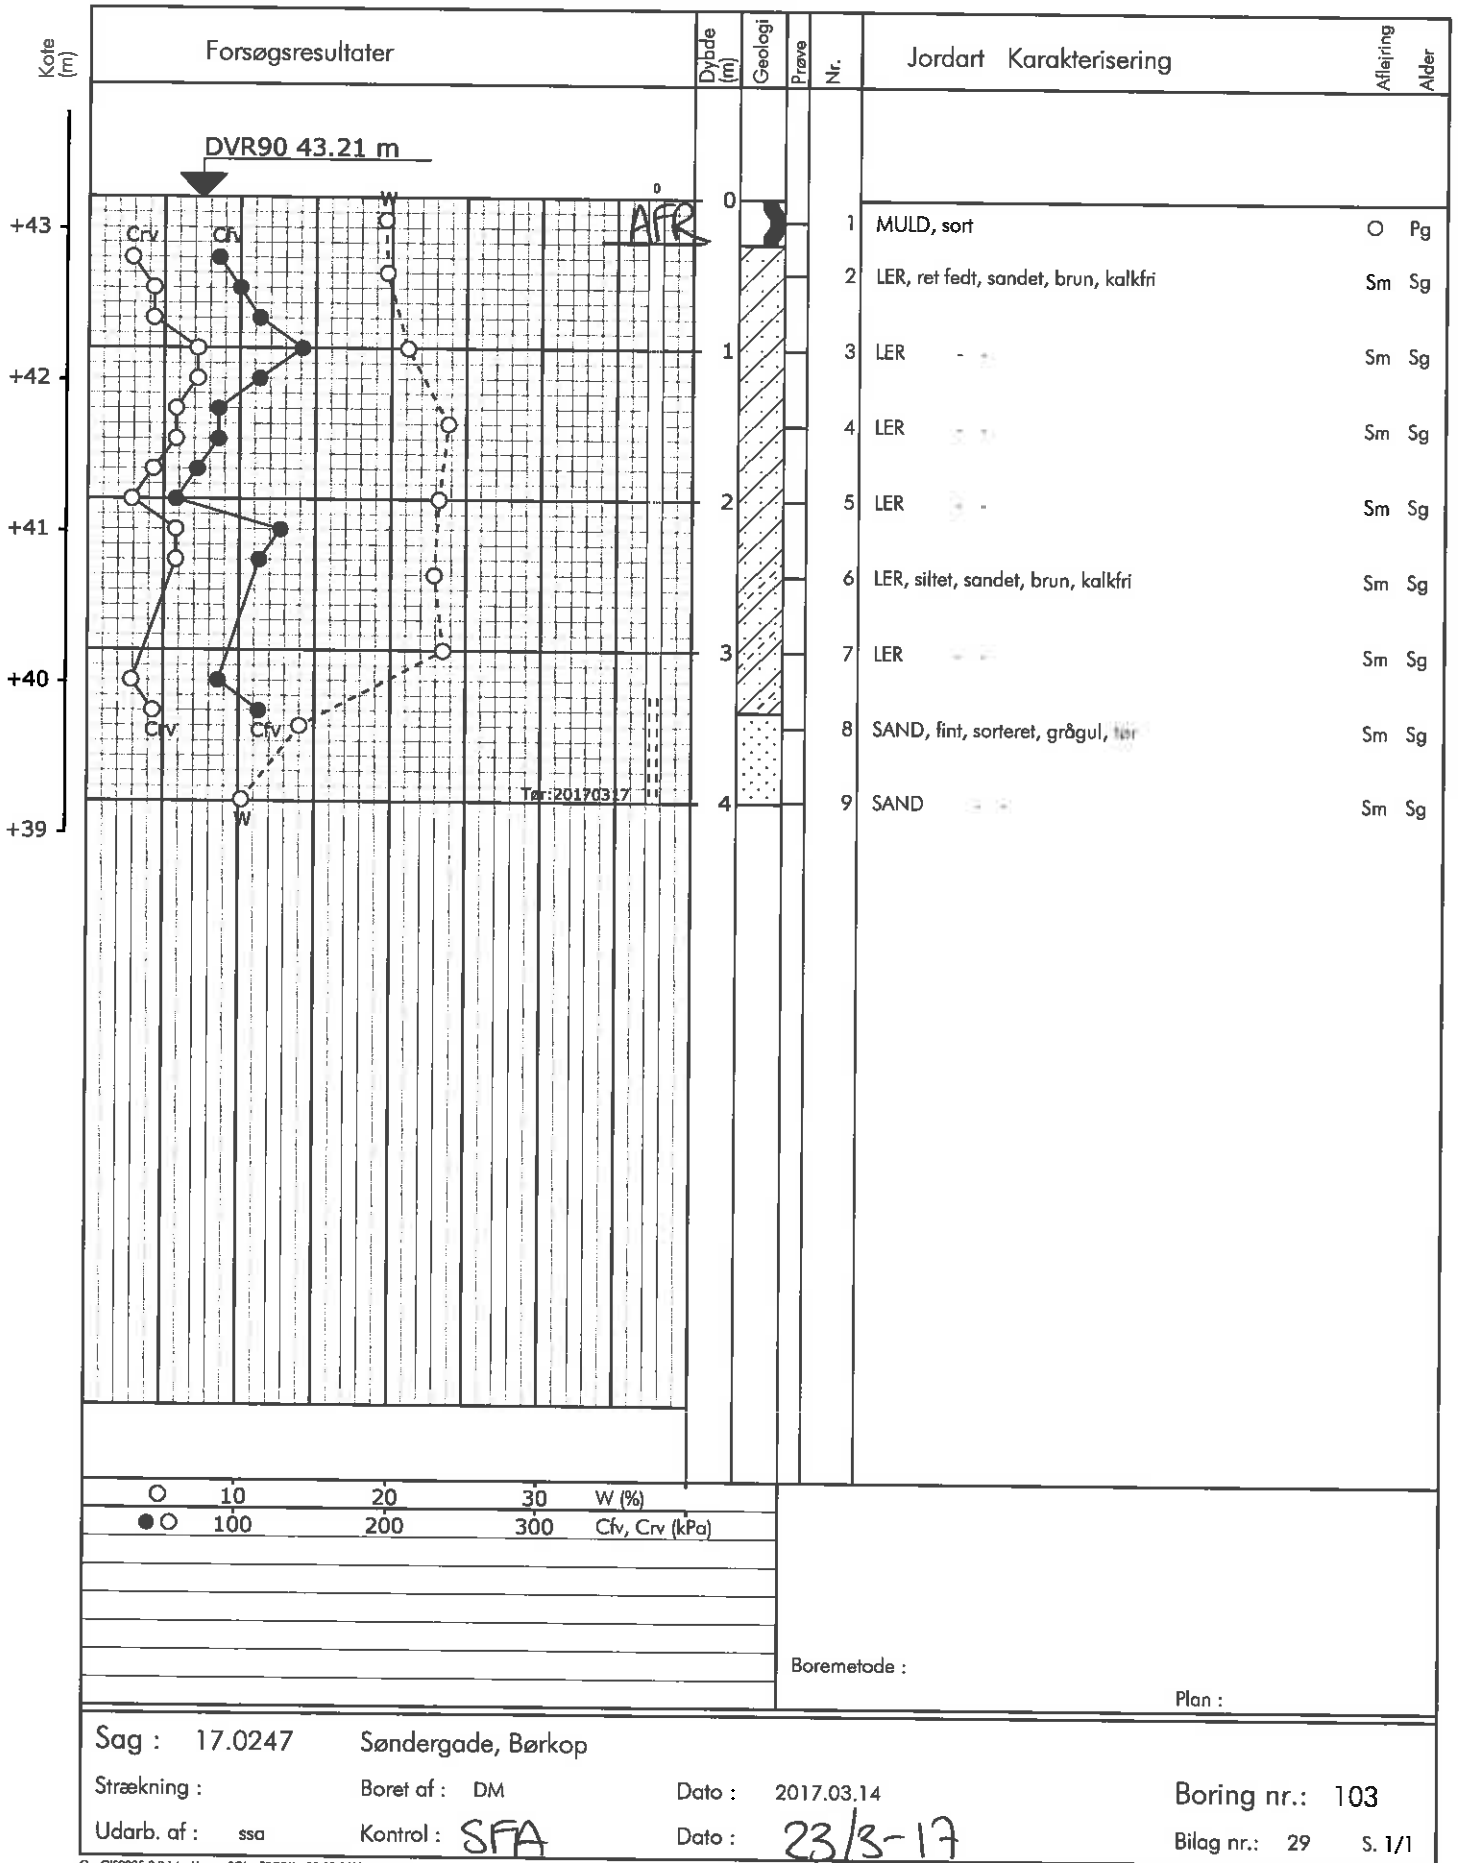 Kote (m)
Forsøgsresultater
Dybde (m)
Geologi
Prøve
Nr.
Jordart Karakterisering
Aflejring
Alder
DVR90 43.21 m
W
0
0
AFR
+43
Crv Cfv
1 MULD, sort O Pg
2 LER, ret fedt, sandet, brun, kalkfri Sm Sg
1
3 LER - - Sm Sg
+42
4 LER - - Sm Sg
2
5 LER - - Sm Sg
+41
6 LER, siltet, sandet, brun, kalkfri Sm Sg
3
7 LER - - Sm Sg
+40
Crv Cfv
8 SAND, fint, sorteret, grågul, tør Sm Sg
Tør: 20170317
4
9 SAND - - Sm Sg
W
+39
10 20 30 W (%)
100 200 300 Cfv, Crv (kPa)
Boremetode :
Plan :
Sag : 17.0247 Søndergade, Børkop
Strækning : Boret af : DM Dato : 2017.03.14 Boring nr.: 103
Udarb. af : ssa Kontrol : SFA Dato : 23/3-17 Bilag nr.: 29 S. 1/1